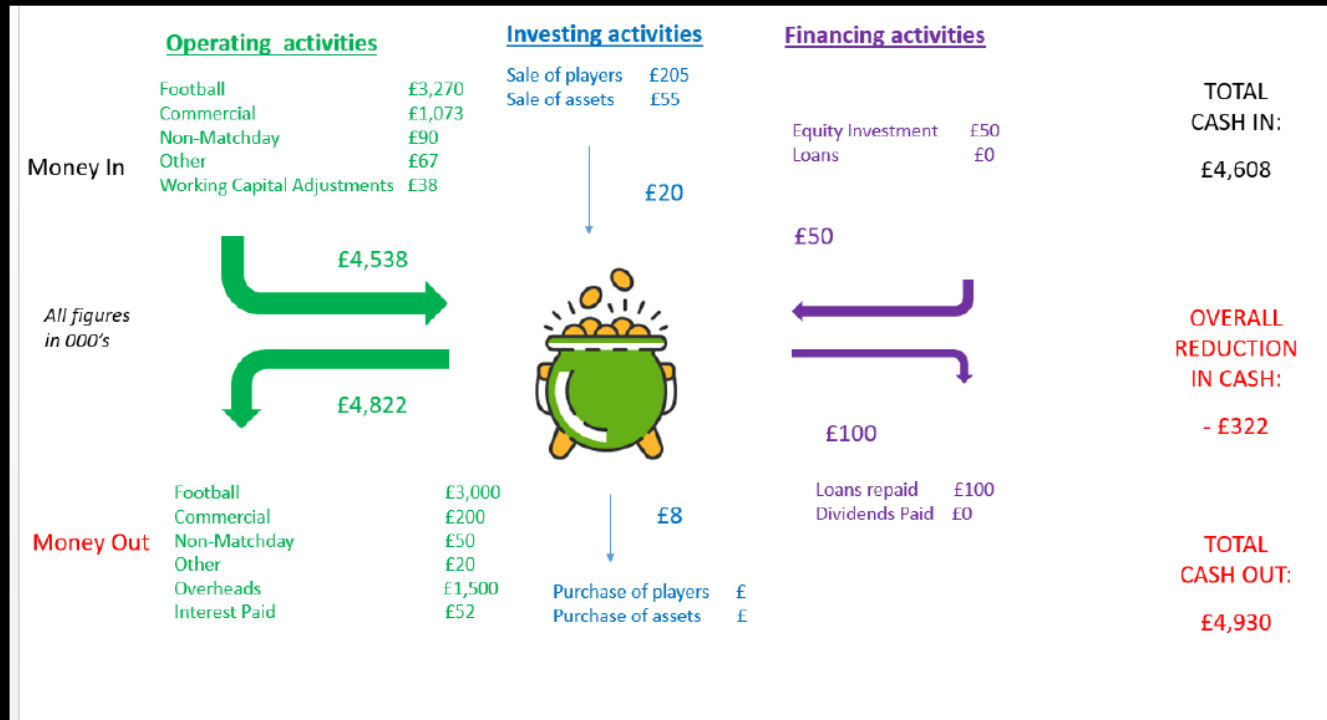 Operating activities
Football £3,270
Commercial £1,073
Non-Matchday £90
Other £67
Working Capital Adjustments £38
Money In
£4,538
All figures
in 000's
£4,822
Football £3,000
Commercial £200
Non-Matchday £50
Other £20
Overheads £1,500
Interest Paid £52
Money Out
Investing activities
Sale of players £205
Sale of assets £55
£20
£8
Purchase of players £
Purchase of assets £
Financing activities
Equity Investment £50
Loans £0
£50
£100
Loans repaid £100
Dividends Paid £0
TOTAL
CASH IN:
£4,608
OVERALL
REDUCTION
IN CASH:
- £322
TOTAL
CASH OUT:
£4,930